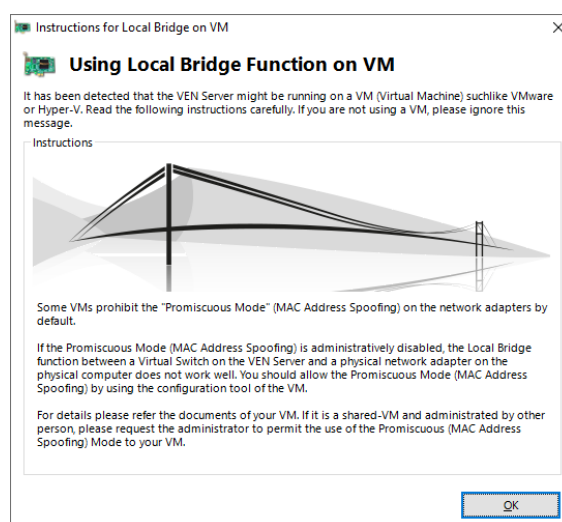 Instructions for Local Bridge on VM
Using Local Bridge Function on VM
It has been detected that the VEN Server might be running on a VM (Virtual Machine) suchlike VMware
or Hyper-V. Read the following instructions carefully. If you are not using a VM, please ignore this
message.
Instructions
Some VMs prohibit the "Promiscuous Mode" (MAC Address Spoofing) on the network adapters by
default.
If the Promiscuous Mode (MAC Address Spoofing) is administratively disabled, the Local Bridge
function between a Virtual Switch on the VEN Server and a physical network adapter on the
physical computer does not work well. You should allow the Promiscuous Mode (MAC Address
Spoofing) by using the configuration tool of the VM.
For details please refer the documents of your VM. If it is a shared-VM and administrated by other
person, please request the administrator to permit the use of the Promiscuous (MAC Address
Spoofing) Mode to your VM.
OK